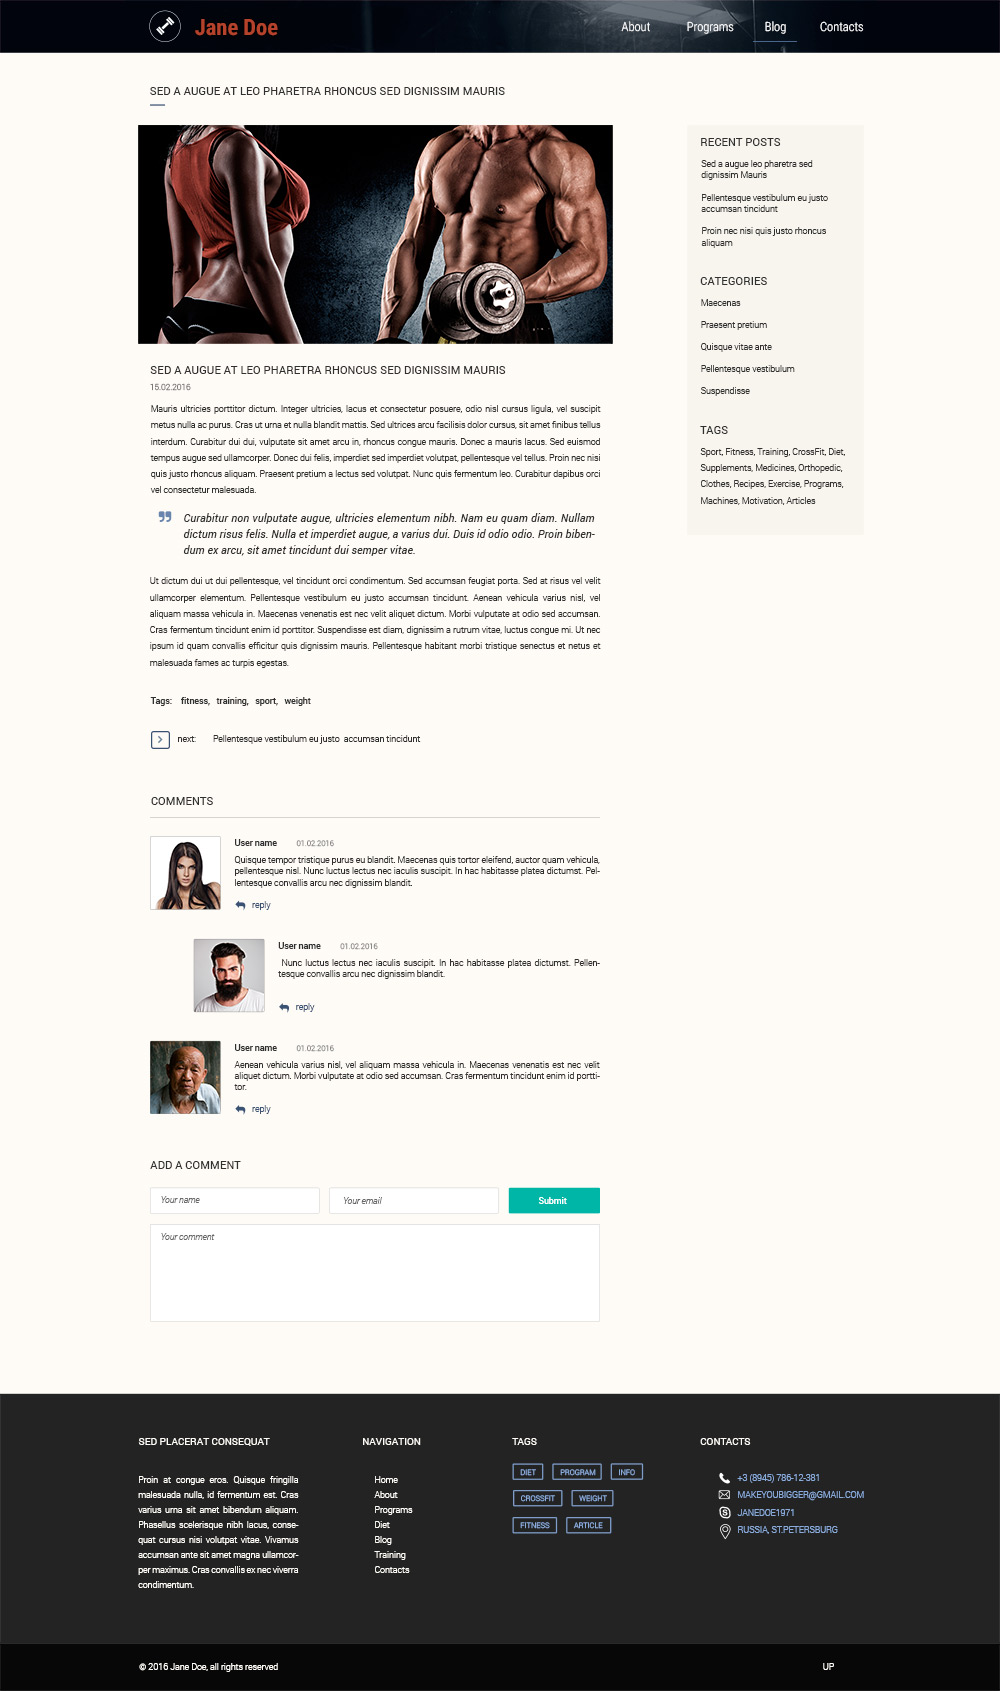 Jane Doe
About Programs Blog Contacts
SED A AUGUE AT LEO PHARETRA RHONCUS SED DIGNISSIM MAURIS
SED A AUGUE AT LEO PHARETRA RHONCUS SED DIGNISSIM MAURIS
15.02.2016
Mauris ultricies porttitor dictum. Integer ultricies, lacus et consectetur posuere, odio nisl cursus ligula, vel suscipit
metus nulla ac purus. Cras ut urna et nulla blandit mattis. Sed ultrices arcu facilisis dolor cursus, sit amet finibus tellus
interdum. Curabitur dui dui, vulputate sit amet arcu in, rhoncus congue mauris. Donec a mauris lacus. Sed euismod
tempus augue sed ullamcorper. Donec dui felis, imperdiet sed imperdiet volutpat, pellentesque vel tellus. Proin nec nisi
quis justo rhoncus aliquam. Praesent pretium a lectus sed volutpat. Nunc quis fermentum leo. Curabitur dapibus orci
vel consectetur malesuada.
Curabitur non vulputate augue, ultricies elementum nibh. Nam eu quam diam. Nullam
dictum risus felis. Nulla et imperdiet augue, a varius dui. Duis id odio odio. Proin biben-
dum ex arcu, sit amet tincidunt dui semper vitae.
Ut dictum dui ut dui pellentesque, vel tincidunt orci condimentum. Sed accumsan feugiat porta. Sed at risus vel velit
ullamcorper elementum. Pellentesque vestibulum eu justo accumsan tincidunt. Aenean vehicula varius nisl, vel
aliquam massa vehicula in. Maecenas venenatis est nec velit aliquet dictum. Morbi vulputate at odio sed accumsan.
Cras fermentum tincidunt enim id porttitor. Suspendisse est diam, dignissim a rutrum vitae, luctus congue mi. Ut nec
ipsum id quam convallis efficitur quis dignissim mauris. Pellentesque habitant morbi tristique senectus et netus et
malesuada fames ac turpis egestas.
Tags: fitness, training, sport, weight
next: Pellentesque vestibulum eu justo accumsan tincidunt
RECENT POSTS
Sed a augue leo pharetra sed
dignissim Mauris
Pellentesque vestibulum eu justo
accumsan tincidunt
Proin nec nisi quis justo rhoncus
aliquam
CATEGORIES
Maecenas
Praesent pretium
Quisque vitae ante
Pellentesque vestibulum
Suspendisse
TAGS
Sport, Fitness, Training, CrossFit, Diet,
Supplements, Medicines, Orthopedic,
Clothes, Recipes, Exercise, Programs,
Machines, Motivation, Articles
COMMENTS
User name 01.02.2016
Quisque tempor tristique purus eu blandit. Maecenas quis tortor eleifend, auctor quam vehicula,
pellentesque nisl. Nunc luctus lectus nec iaculis suscipit. In hac habitasse platea dictumst. Pel-
lentesque convallis arcu nec dignissim blandit.
reply
User name 01.02.2016
Nunc luctus lectus nec iaculis suscipit. In hac habitasse platea dictumst. Pellen-
tesque convallis arcu nec dignissim blandit.
reply
User name 01.02.2016
Aenean vehicula varius nisl, vel aliquam massa vehicula in. Maecenas venenatis est nec velit
aliquet dictum. Morbi vulputate at odio sed accumsan. Cras fermentum tincidunt enim id portti-
tor.
reply
ADD A COMMENT
Your name Your email Submit
Your comment
SED PLACERAT CONSEQUAT
Proin at congue eros. Quisque fringilla
malesuada nulla, id fermentum est. Cras
varius urna sit amet bibendum aliquam.
Phasellus scelerisque nibh lacus, conse-
quat cursus nisi volutpat vitae. Vivamus
accumsan ante sit amet magna ullamcor-
per maximus. Cras convallis ex nec viverra
condimentum.
NAVIGATION
Home
About
Programs
Diet
Blog
Training
Contacts
TAGS
DIET PROGRAM INFO
CROSSFIT WEIGHT
FITNESS ARTICLE
CONTACTS
+3 (8945) 786-12-381
MAKEYOUBIGGER@GMAIL.COM
JANEDOE1971
RUSSIA, ST.PETERSBURG
© 2016 Jane Doe, all rights reserved
UP